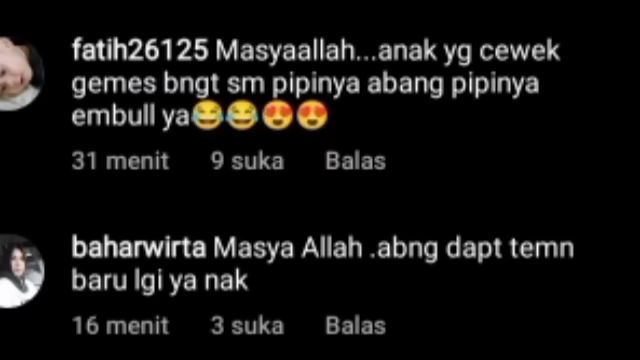 fatih26125 Masyaallah...anak yg cewek
gemes bngt sm pipinya abang pipinya
embull ya😂😂😍😍
31 menit 9 suka Balas
baharwirta Masya Allah .abng dapt temn
baru lgi ya nak
16 menit 3 suka Balas